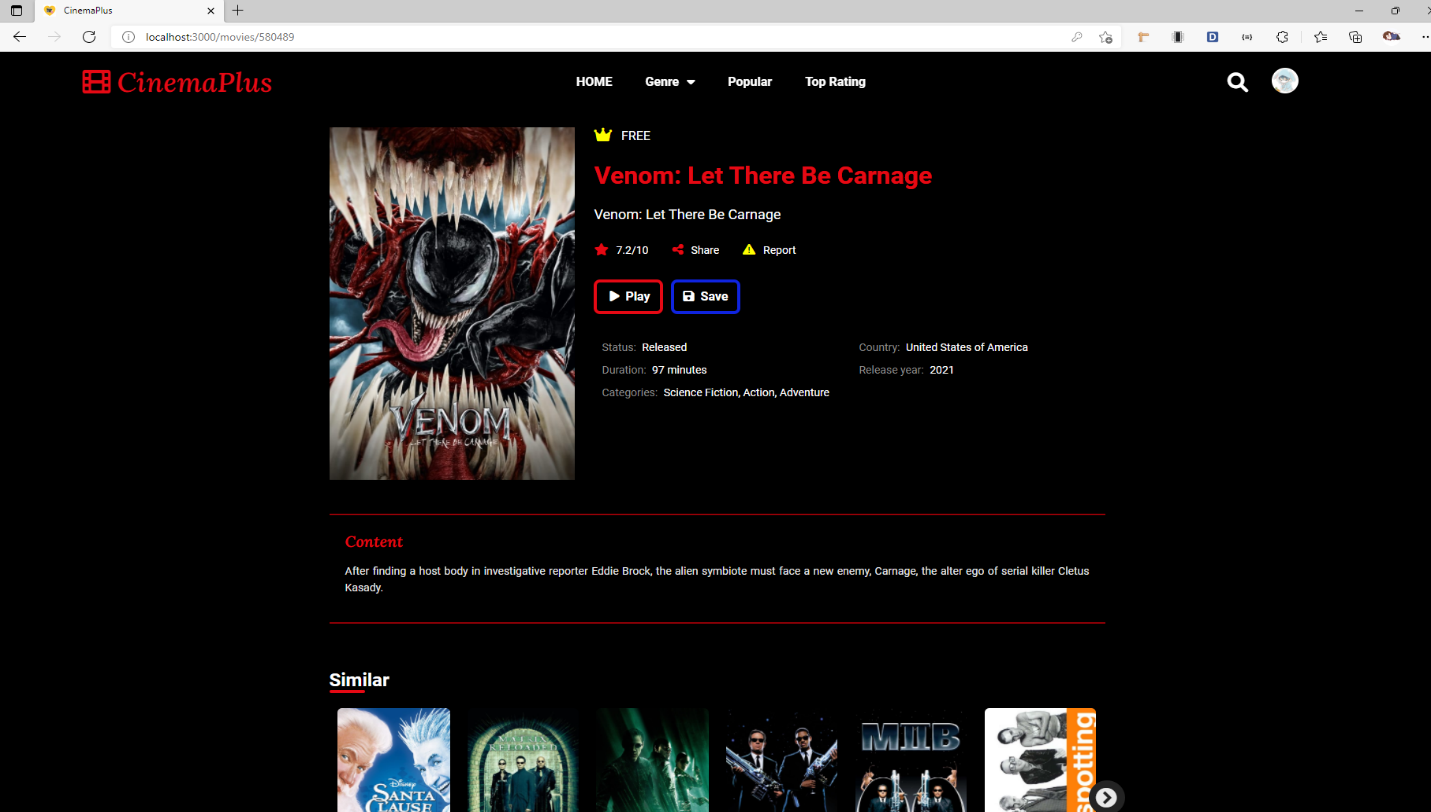 CinemaPlus
localhost:3000/movies/580489
CinemaPlus
HOME
Genre
Popular
Top Rating
FREE
Venom: Let There Be Carnage
Venom: Let There Be Carnage
7.2/10
Share
Report
Play
Save
Status: Released
Country: United States of America
Duration: 97 minutes
Release year: 2021
Categories: Science Fiction, Action, Adventure
VENOM
LET THERE BE CARNAGE
Content
After finding a host body in investigative reporter Eddie Brock, the alien symbiote must face a new enemy, Carnage, the alter ego of serial killer Cletus
Kasady.
Similar
Disney
SANTA
CLAUSE
RELOADED
MIIB
spotting